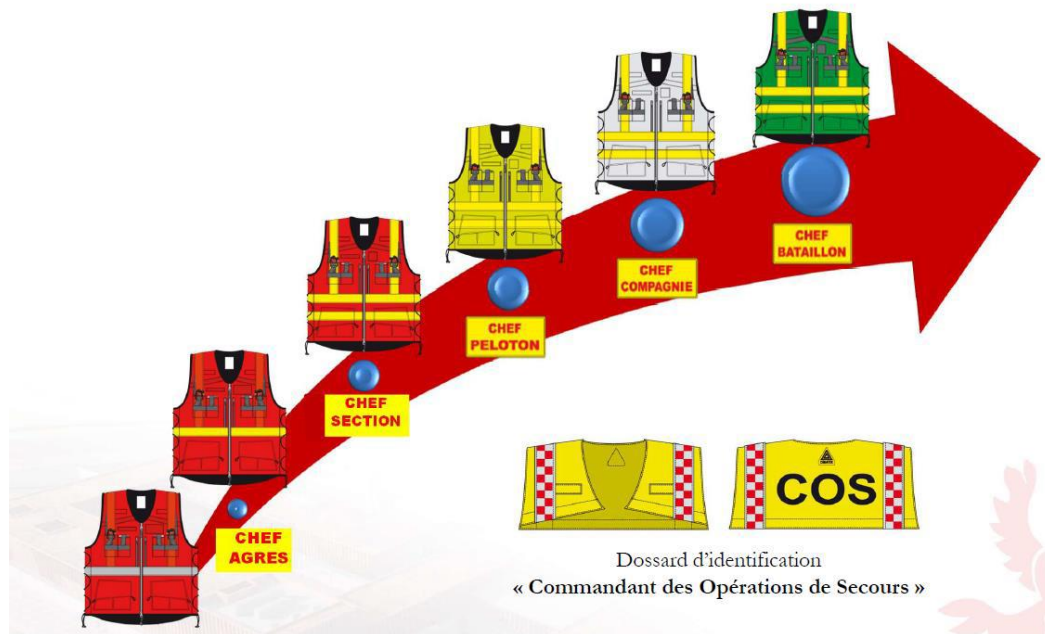 CHEF
BATAILLON
CHEF
COMPAGNIE
CHEF
PELOTON
CHEF
SECTION
CHEF
AGRES
COS
Dossard d'identification
« Commandant des Opérations de Secours »